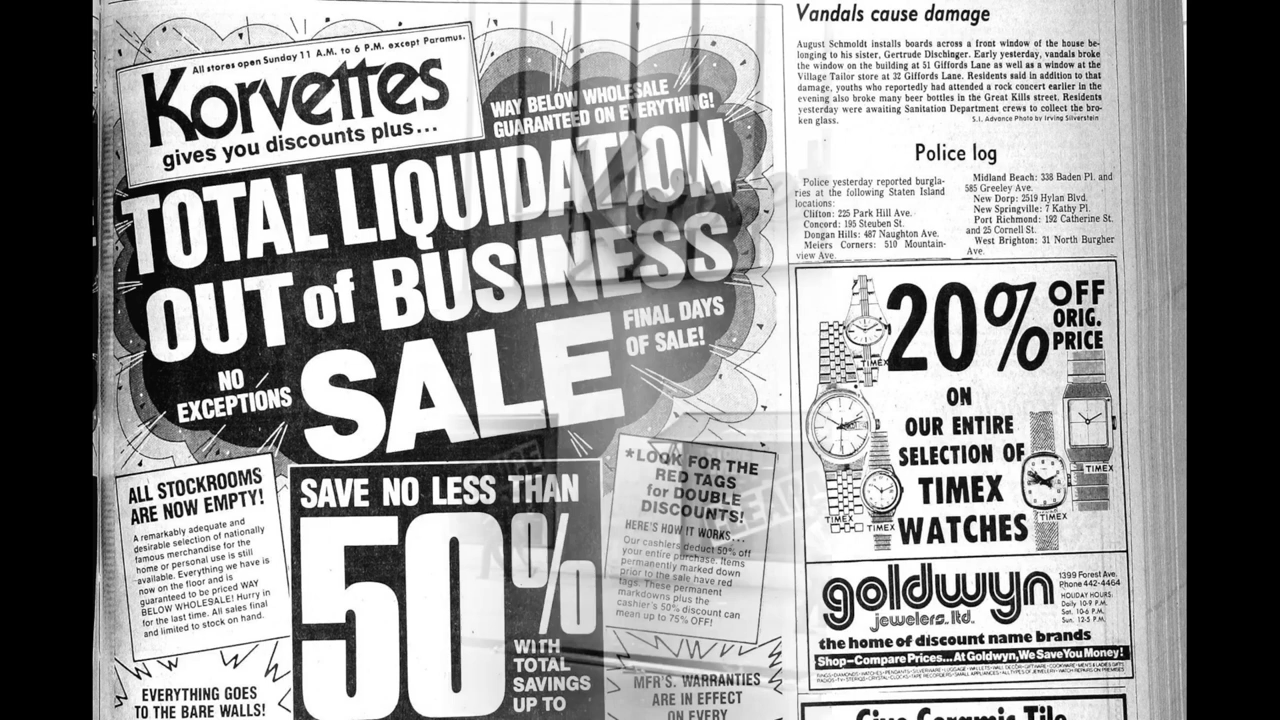 All stores open Sunday 11 A.M. to 6 P.M. except Paramus.
Korvettes
gives you discounts plus...
WAY BELOW WHOLESALE
GUARANTEED ON EVERYTHING!
TOTAL LIQUIDATION
OUT of BUSINESS
SALE
FINAL DAYS
OF SALE!
NO
EXCEPTIONS
ALL STOCKROOMS
ARE NOW EMPTY!
A remarkably adequate and
desirable selection of nationally
famous merchandise for the
home or personal use is still
available. Everything we have is
now on the floor and is
guaranteed to be priced WAY
BELOW WHOLESALE! Hurry in
for the last time. All sales final
and limited to stock on hand.
EVERYTHING GOES
TO THE BARE WALLS!
SAVE NO LESS THAN
50%
WITH
TOTAL
SAVINGS
UP TO
*LOOK FOR THE
RED TAGS
for DOUBLE
DISCOUNTS!
HERE'S HOW IT WORKS...
Our cashiers deduct 50% off
your entire purchase. Items
permanently marked down
prior to the sale have red
tags. These permanent
markdowns plus the
cashier's 50% discount can
mean up to 75% OFF!
MFR'S. WARRANTIES
ARE IN EFFECT
ON EVERY
Vandals cause damage
August Schmoldt installs boards across a front window of the house be-
longing to his sister, Gertrude Dischinger. Early yesterday, vandals broke
the window on the building at 51 Giffords Lane as well as a window at the
Village Tailor store at 32 Giffords Lane. Residents said in addition to that
damage, youths who reportedly had attended a rock concert earlier in the
evening also broke many beer bottles in the Great Kills street. Residents
yesterday were awaiting Sanitation Department crews to collect the bro-
ken glass.
S.I. Advance Photo by Irving Silverstein
Police log
Police yesterday reported burgla-
ries at the following Staten Island
locations:
Clifton: 225 Park Hill Ave.
Concord: 195 Steuben St.
Dongan Hills: 487 Naughton Ave.
Meiers Corners: 510 Mountain-
view Ave.
Midland Beach: 338 Baden Pl. and
585 Greeley Ave.
New Dorp: 2519 Hylan Blvd.
New Springville: 7 Kathy Pl.
Port Richmond: 192 Catherine St.
and 25 Cornell St.
West Brighton: 31 North Burgher
Ave.
20% OFF
ORIG.
PRICE
ON
OUR ENTIRE
SELECTION OF
TIMEX
WATCHES
TIMEX
TIMEX
TIMEX
TIMEX
TIMEX
goldwyn
jewelers. ltd.
1399 Forest Ave.
Phone 442-4464
HOLIDAY HOURS:
Daily 10-9 P.M.
Sat. 10-6 P.M.
Sun. 12-5 P.M.
the home of discount name brands
Shop-Compare Prices...At Goldwyn, We Save You Money!
Ceramic Tile